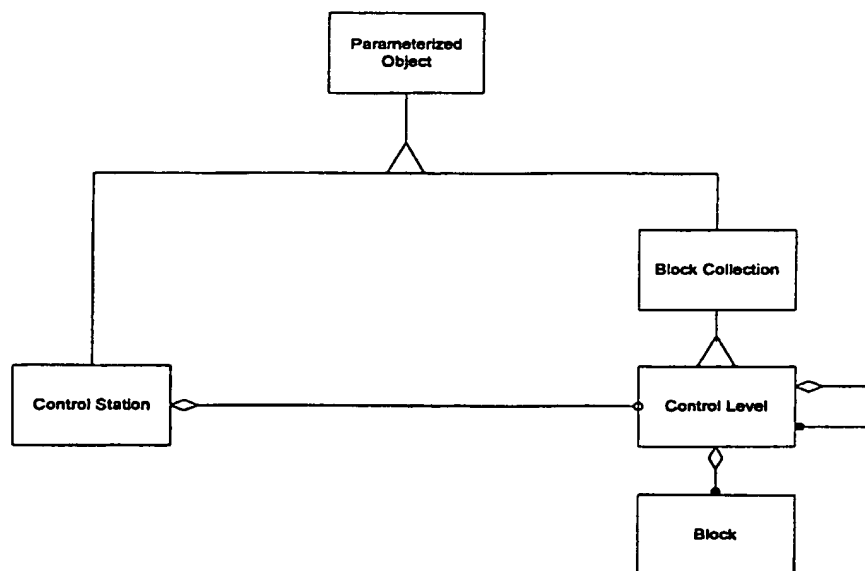 Parameterized
Object
Block Collection
Control Station
Control Level
Block